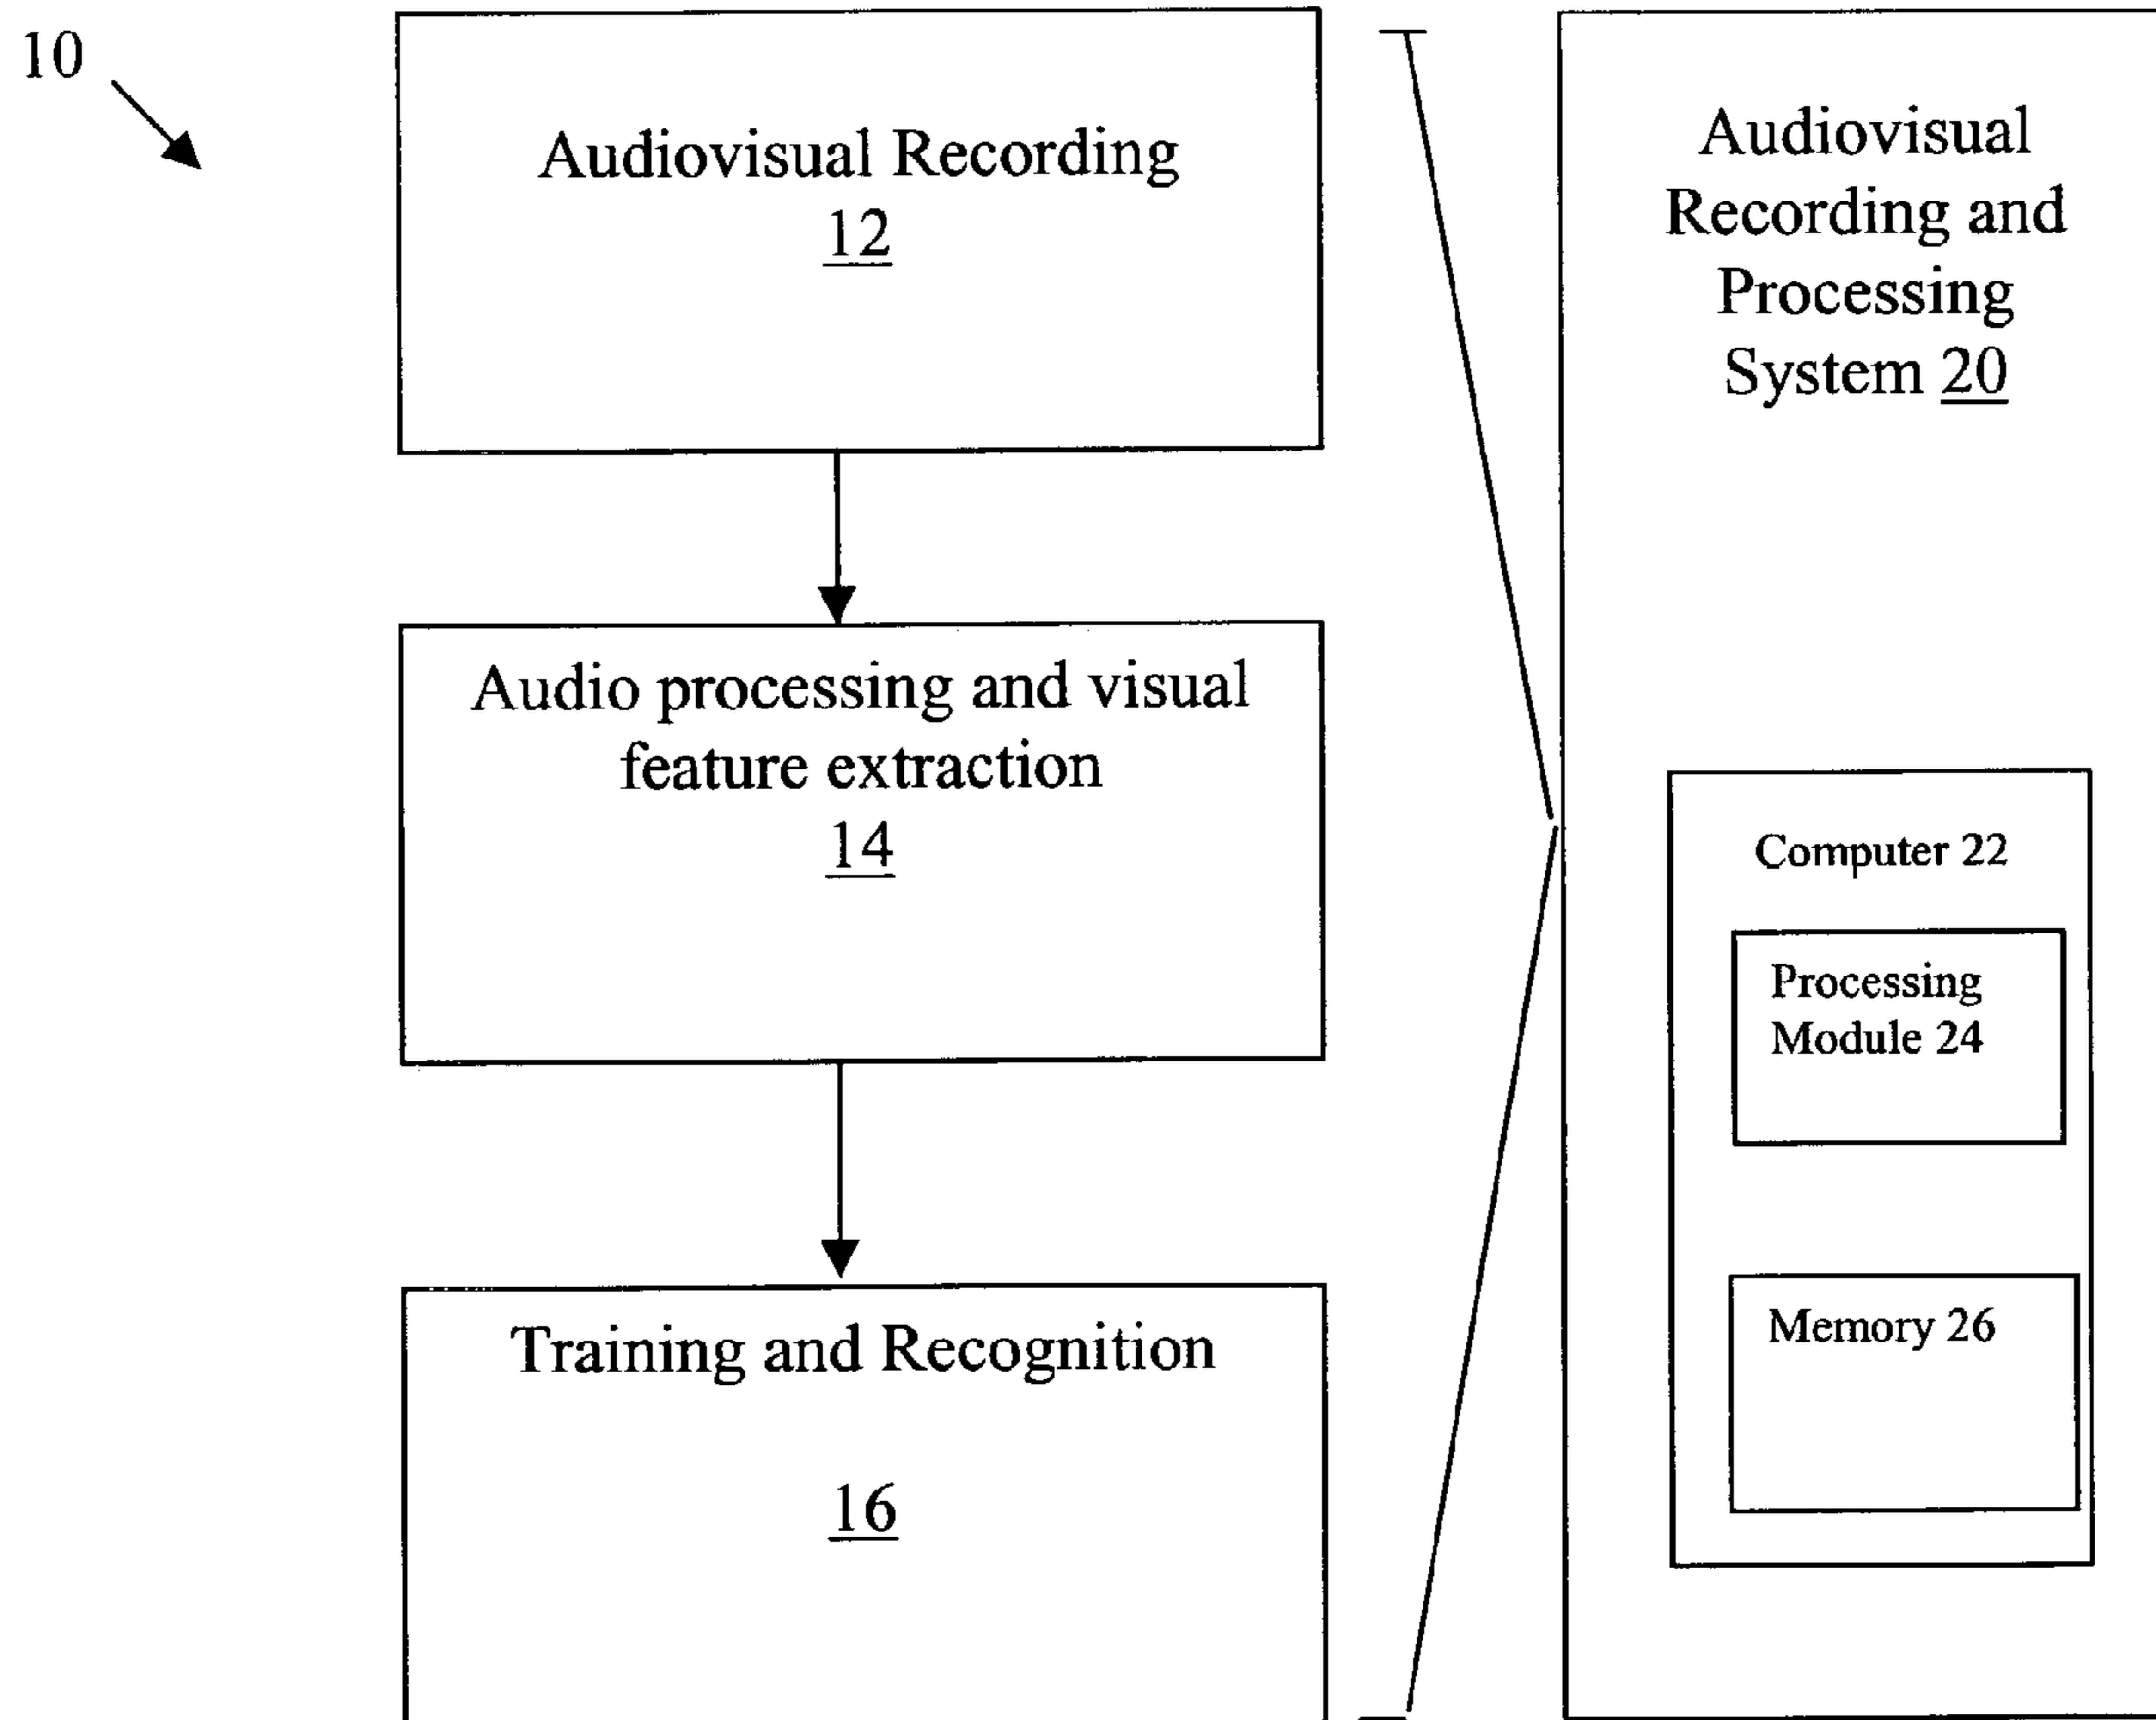 10
Audiovisual Recording
12
Audio processing and visual
feature extraction
14
Training and Recognition
16
Audiovisual
Recording and
Processing
System 20
Computer 22
Processing
Module 24
Memory 26